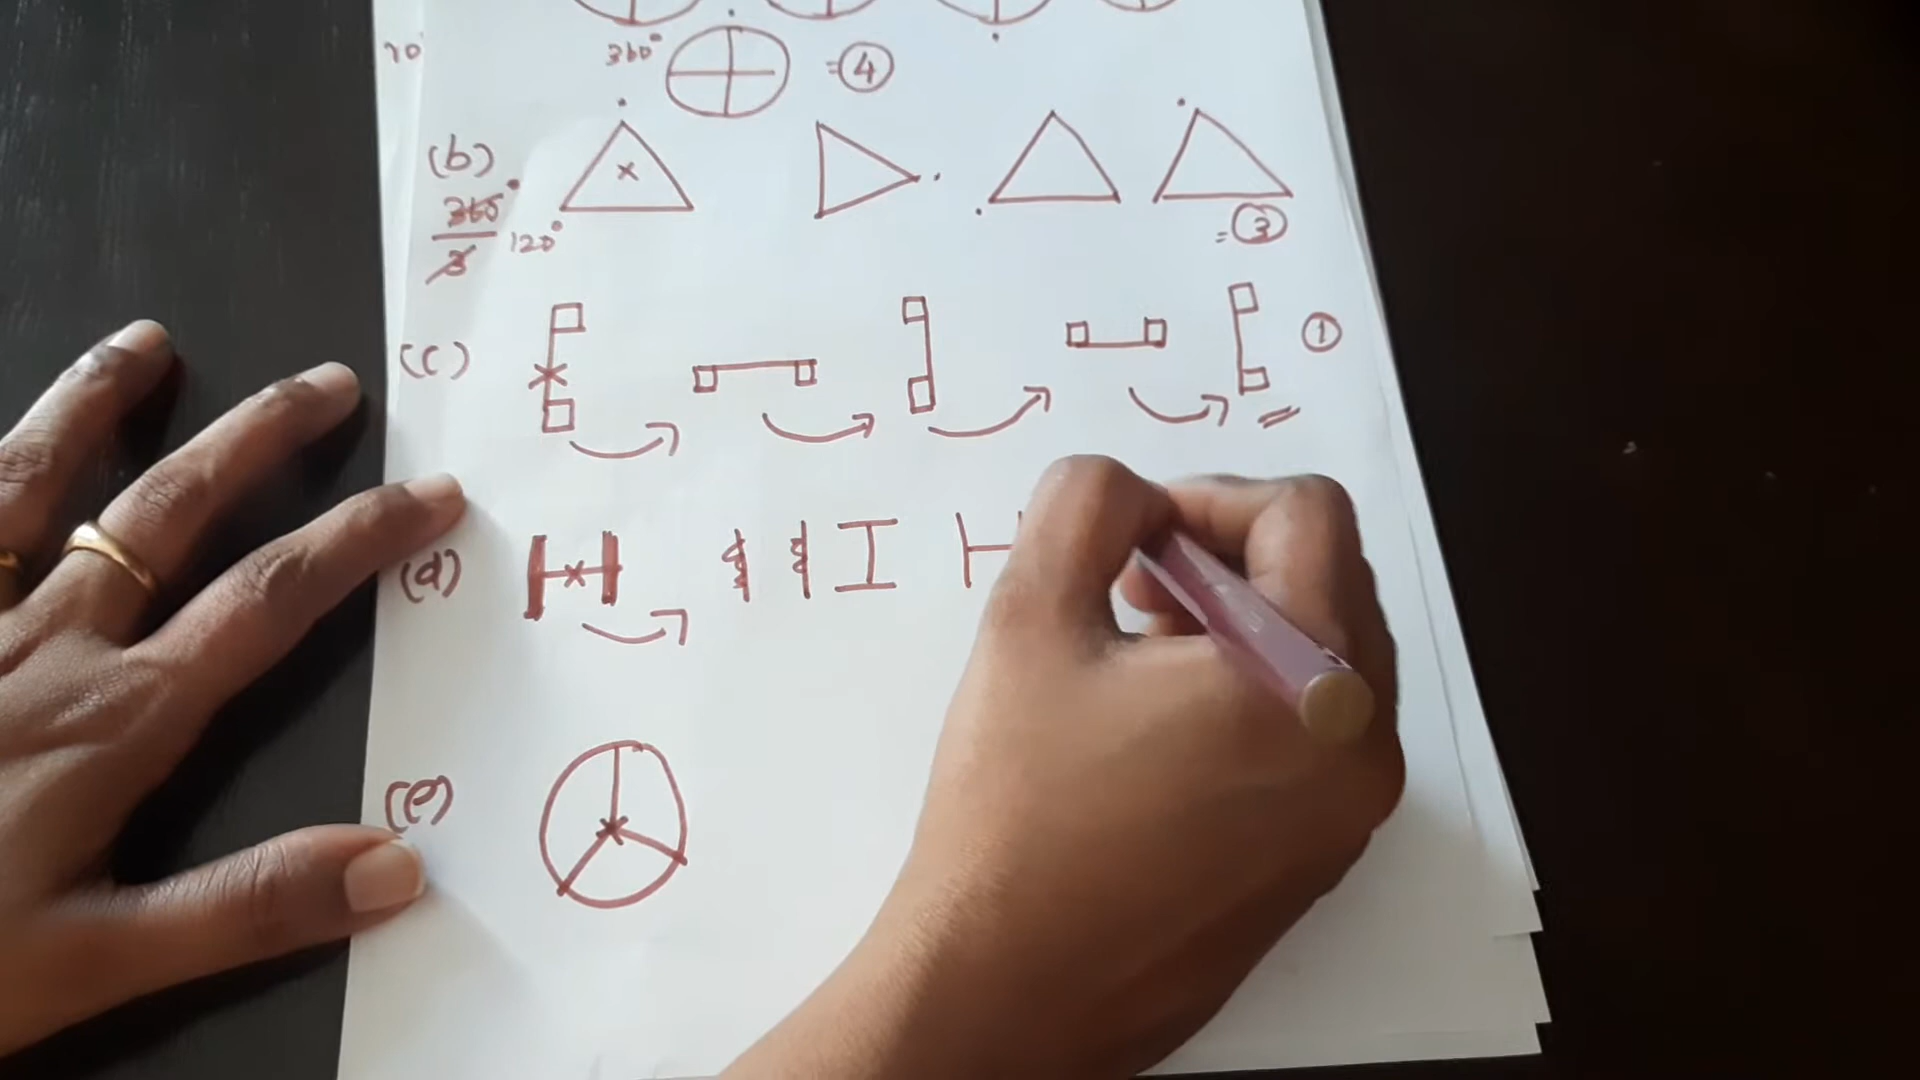 360° = 4
(b)
360°
3 120°
= 3
(c) 1
(d)
(e)